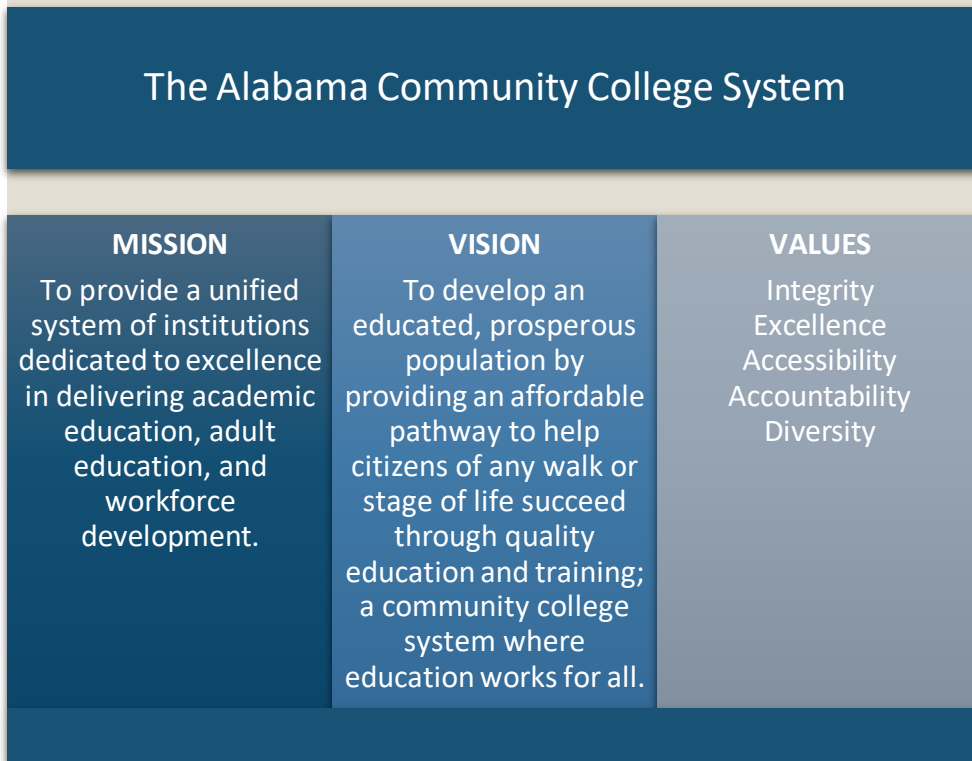 The Alabama Community College System
MISSION
To provide a unified
system of institutions
dedicated to excellence
in delivering academic
education, adult
education, and
workforce
development.
VISION
To develop an
educated, prosperous
population by
providing an affordable
pathway to help
citizens of any walk or
stage of life succeed
through quality
education and training;
a community college
system where
education works for all.
VALUES
Integrity
Excellence
Accessibility
Accountability
Diversity